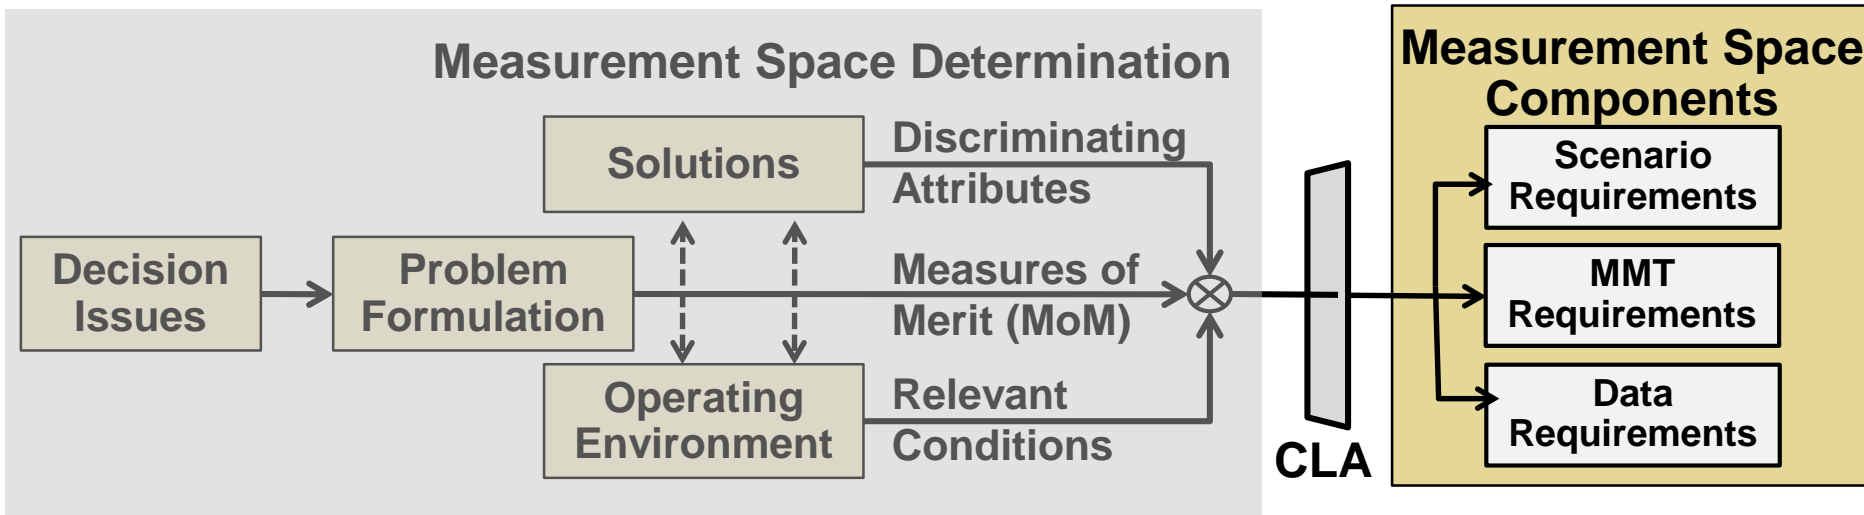 Measurement Space Determination
Decision
Issues
Problem
Formulation
Solutions
Operating
Environment
Discriminating
Attributes
Measures of
Merit (MoM)
Relevant
Conditions
CLA
Measurement Space
Components
Scenario
Requirements
MMT
Requirements
Data
Requirements